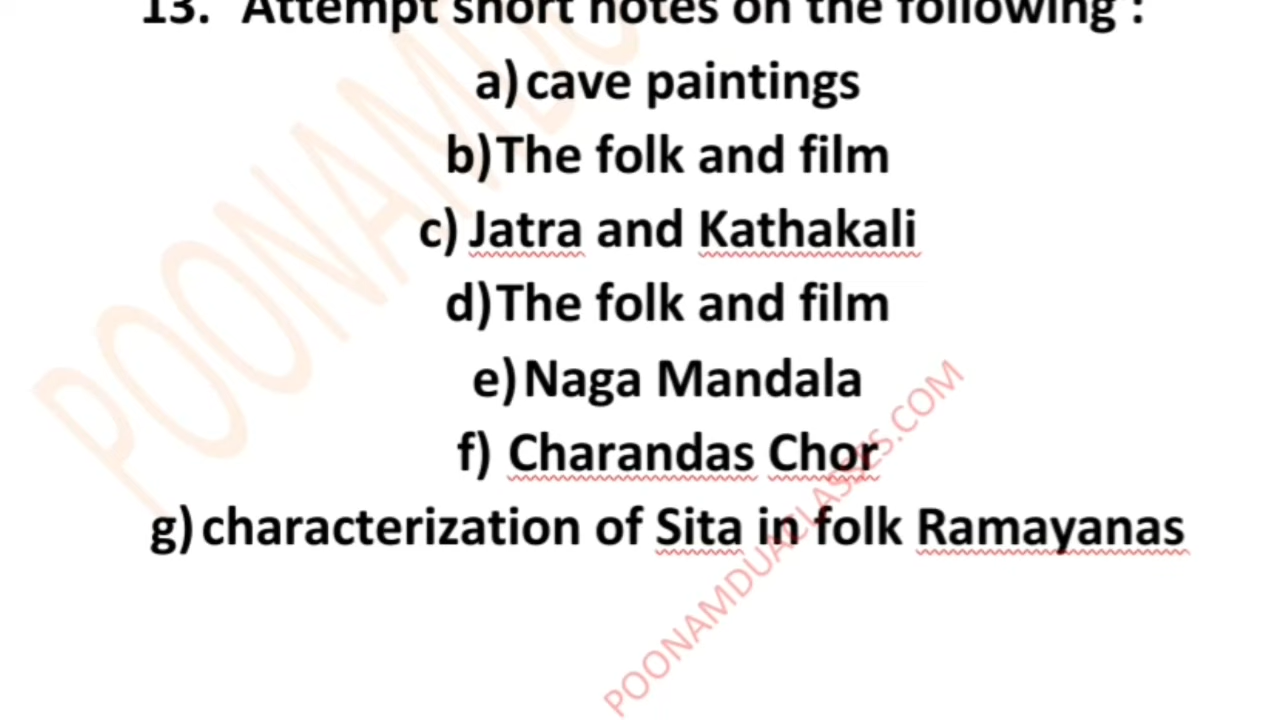 13. Attempt short notes on the following :
a) cave paintings
b) The folk and film
c) Jatra and Kathakali
d) The folk and film
e) Naga Mandala
f) Charandas Chor
g) characterization of Sita in folk Ramayanas
POONAMDUACLASSES.COM
POONAMDU